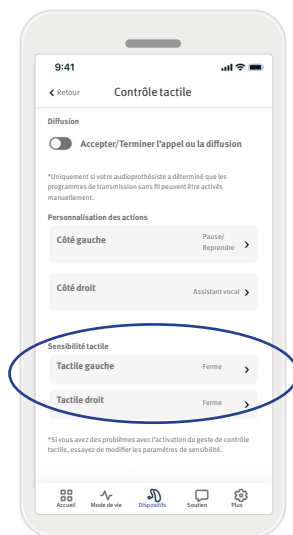 9:41
Retour Contrôle tactile
Diffusion
Accepter/Terminer l'appel ou la diffusion
*Uniquement si votre audioprothésiste a déterminé que les
programmes de transmission sans fil peuvent être activés
manuellement.
Personnalisation des actions
Côté gauche Pause/
Reprendre
Côté droit Assistant vocal
Sensibilité tactile
Tactile gauche Ferme
Tactile droit Ferme
*Si vous avez des problèmes avec l'activation du geste de contrôle
tactile, essayez de modifier les paramètres de sensibilité.
Accueil Mode de vie Dispositifs Soutien Plus